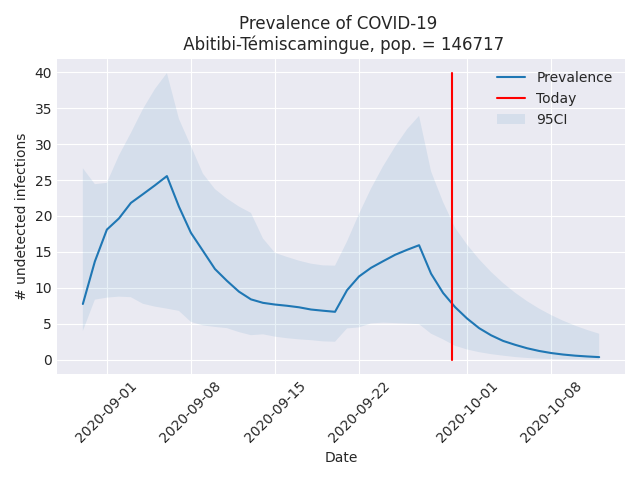 Prevalence of COVID-19
Abitibi-Témiscamingue, pop. = 146717
Prevalence
Today
95CI
# undetected infections
40
35
30
25
20
15
10
5
0
2020-09-01
2020-09-08
2020-09-15
2020-09-22
2020-10-01
2020-10-08
Date